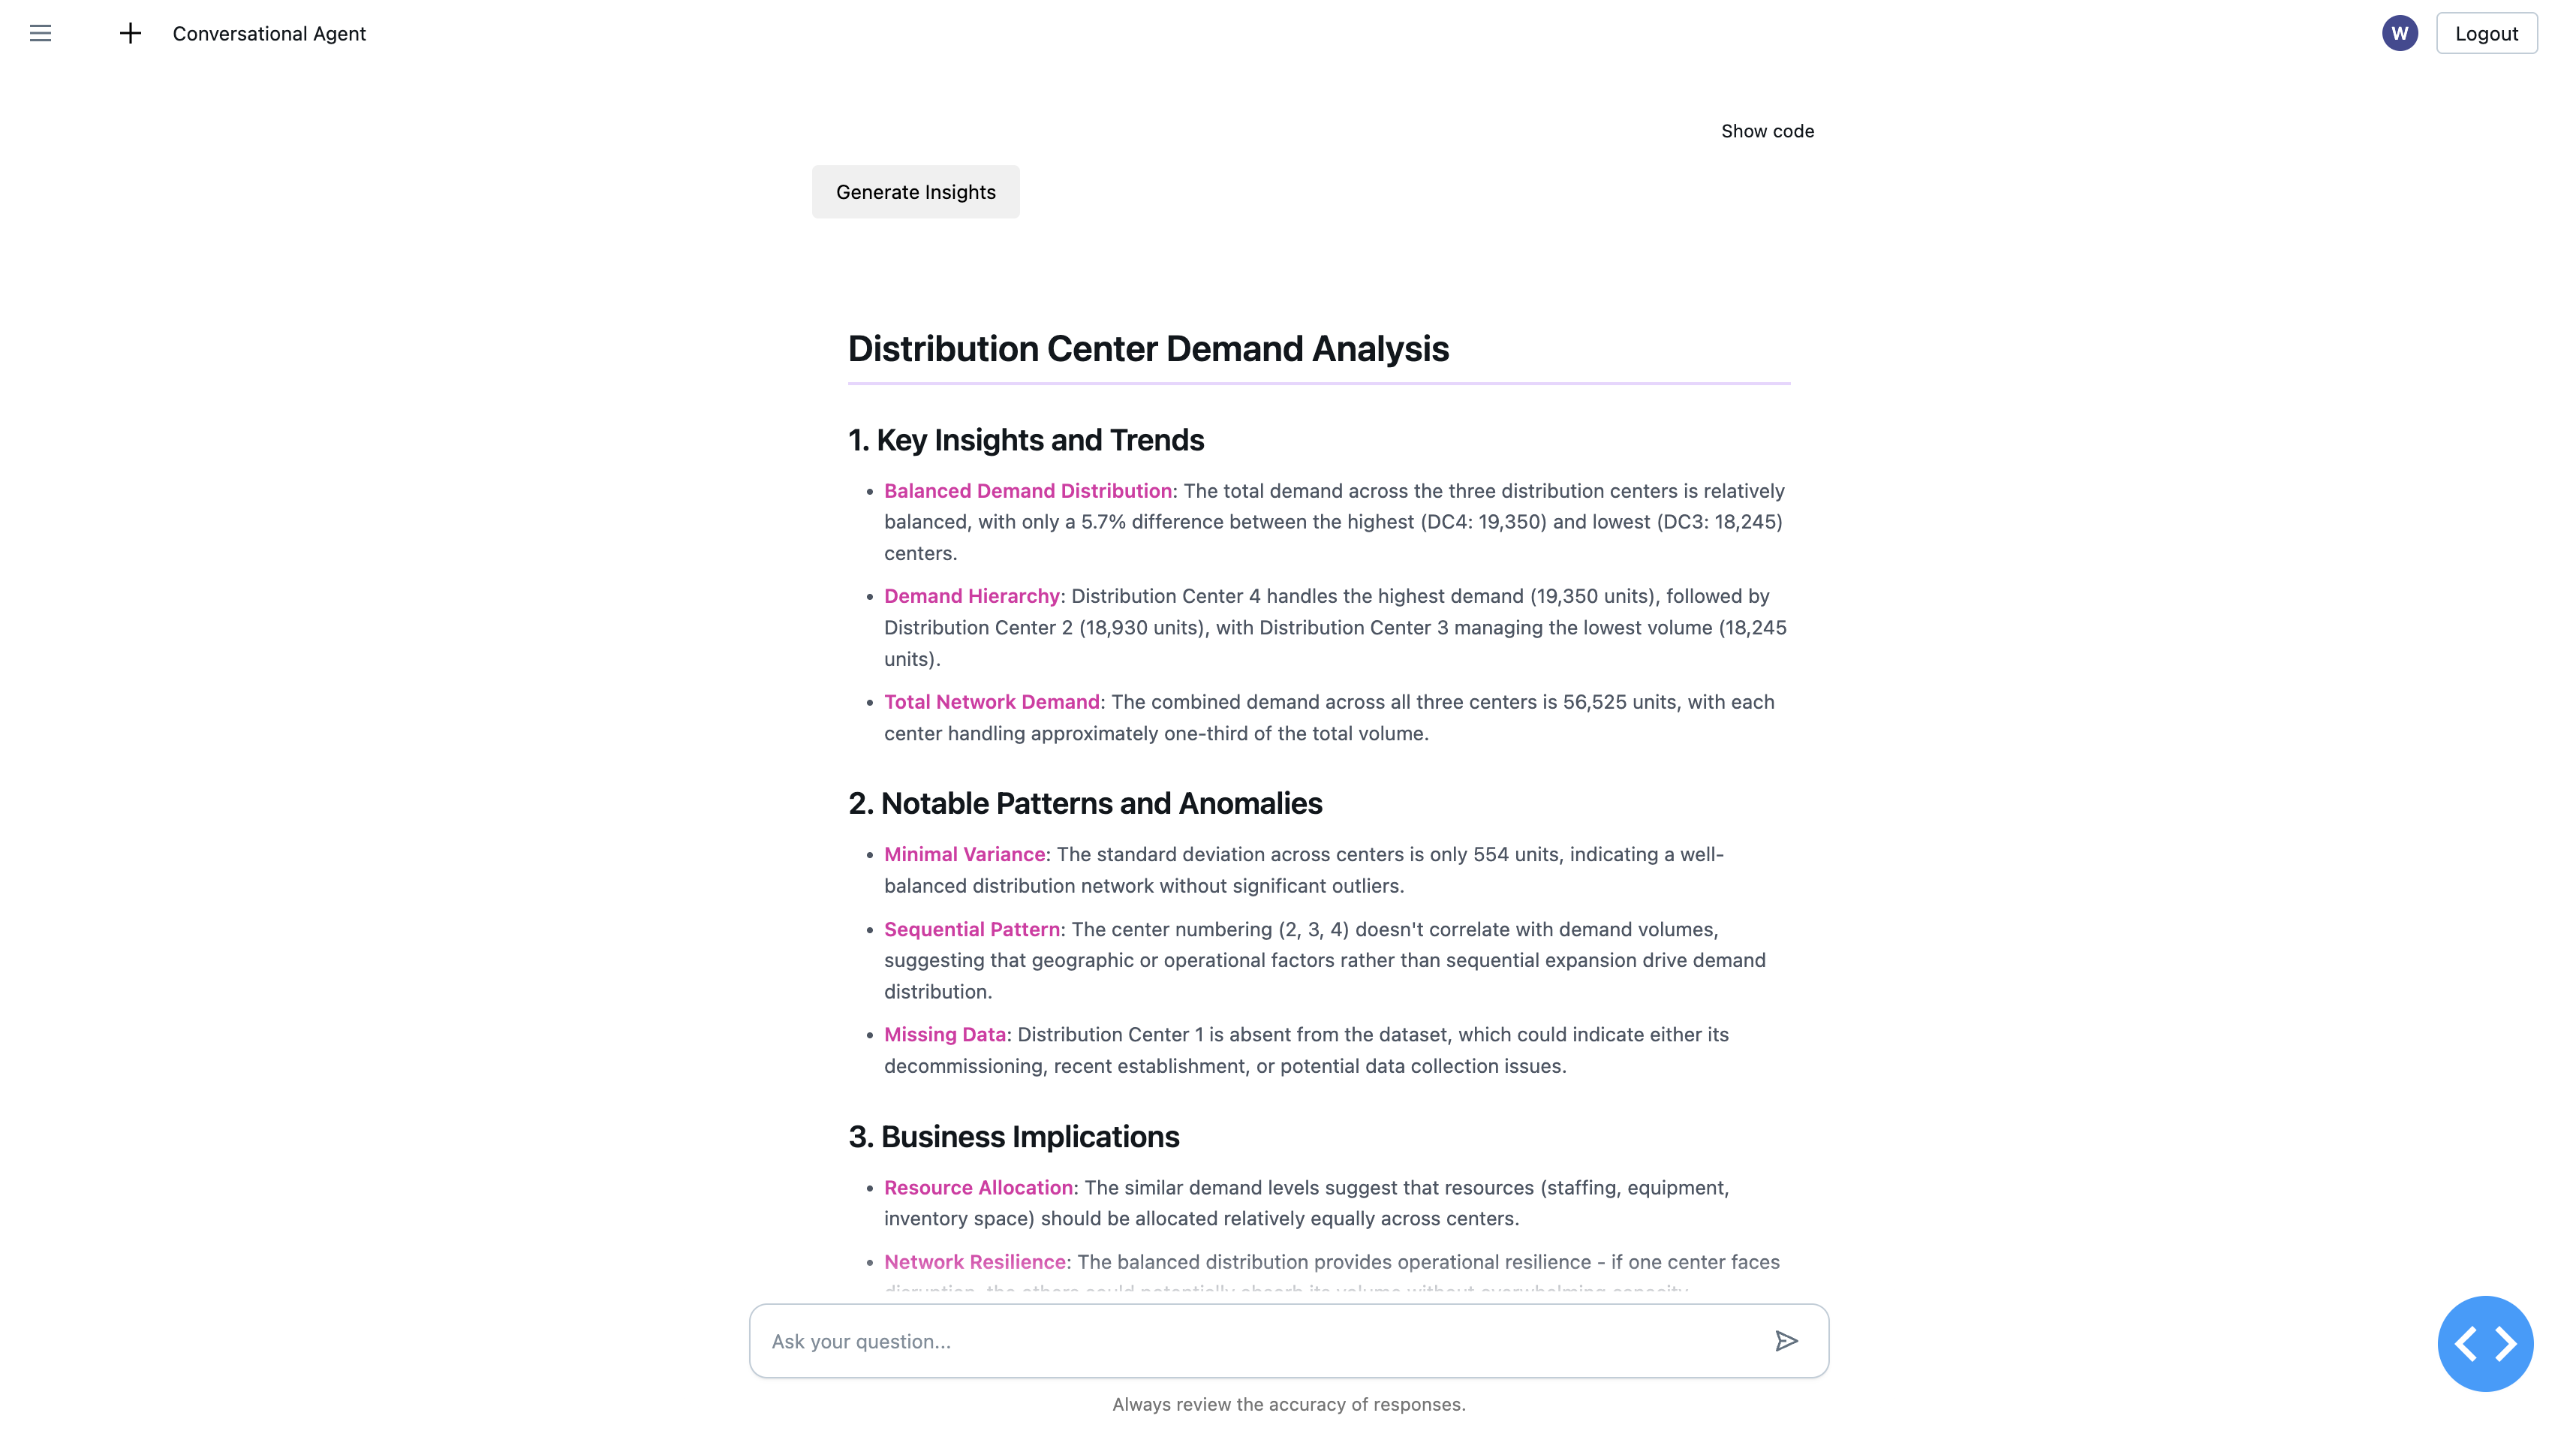 Conversational Agent
W
Logout
Show code
Generate Insights
Distribution Center Demand Analysis
1. Key Insights and Trends
• Balanced Demand Distribution: The total demand across the three distribution centers is relatively
balanced, with only a 5.7% difference between the highest (DC4: 19,350) and lowest (DC3: 18,245)
centers.
• Demand Hierarchy: Distribution Center 4 handles the highest demand (19,350 units), followed by
Distribution Center 2 (18,930 units), with Distribution Center 3 managing the lowest volume (18,245
units).
• Total Network Demand: The combined demand across all three centers is 56,525 units, with each
center handling approximately one-third of the total volume.
2. Notable Patterns and Anomalies
• Minimal Variance: The standard deviation across centers is only 554 units, indicating a well-
balanced distribution network without significant outliers.
• Sequential Pattern: The center numbering (2, 3, 4) doesn't correlate with demand volumes,
suggesting that geographic or operational factors rather than sequential expansion drive demand
distribution.
• Missing Data: Distribution Center 1 is absent from the dataset, which could indicate either its
decommissioning, recent establishment, or potential data collection issues.
3. Business Implications
• Resource Allocation: The similar demand levels suggest that resources (staffing, equipment,
inventory space) should be allocated relatively equally across centers.
• Network Resilience: The balanced distribution provides operational resilience - if one center faces
disruption, the others could potentially absorb its volume without overwhelming capacity.
Ask your question...
Always review the accuracy of responses.